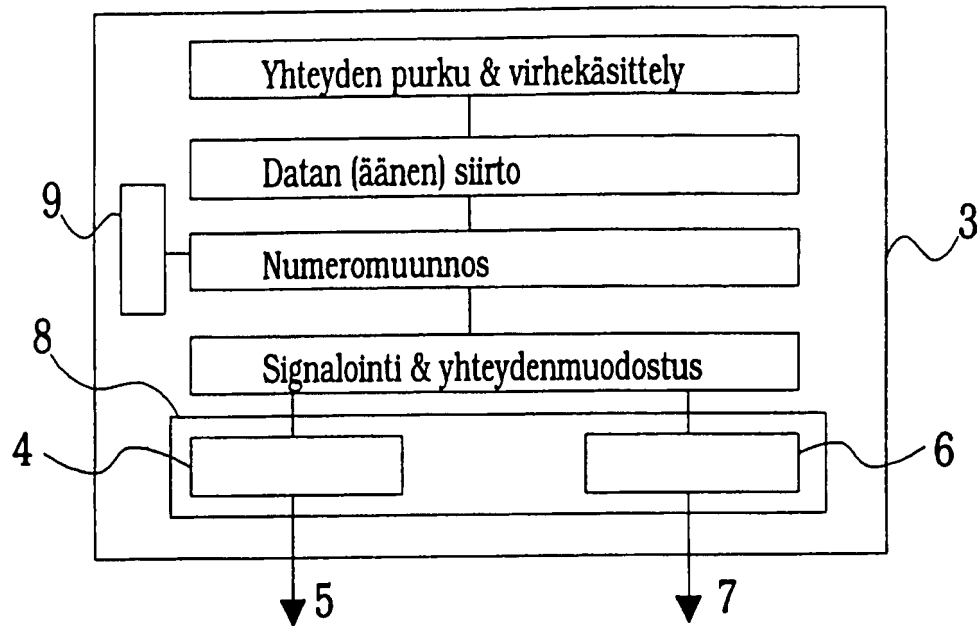 Yhteyden purku & virhekäsittely
Datan (äänen) siirto
9
3
Numeromuunnos
8
Signalointi & yhteydenmuodostus
4
6
5
7